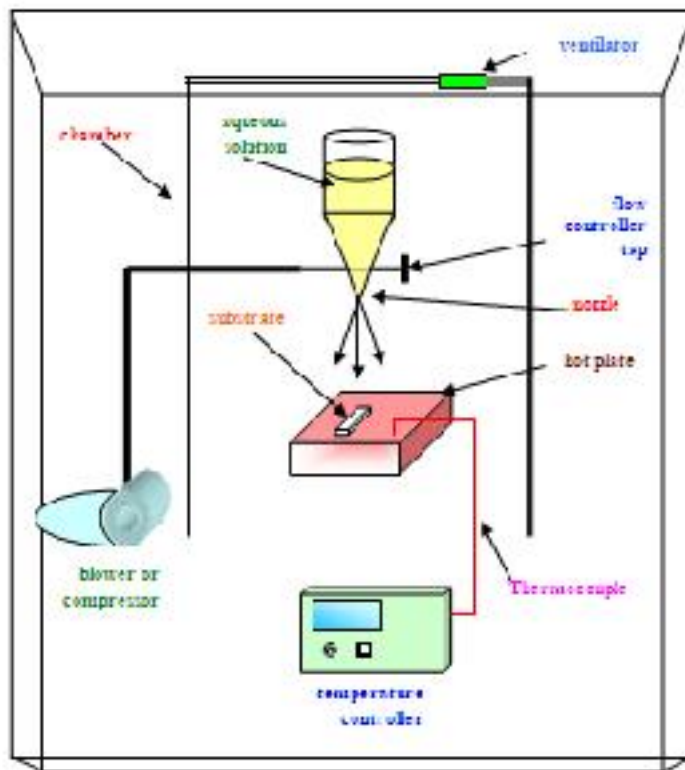 ventilator
chamber
aqueous
solution
flow
controller
tap
nozzle
substrate
hot plate
blower or
compressor
Thermocouple
temperature
controller